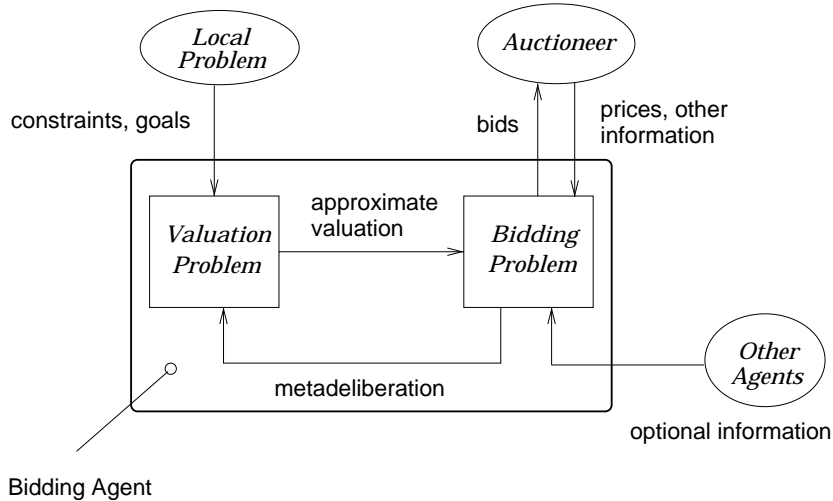 Local
Problem
Auctioneer
constraints, goals
bids
prices, other
information
Valuation
Problem
approximate
valuation
Bidding
Problem
metadeliberation
Other
Agents
optional information
Bidding Agent